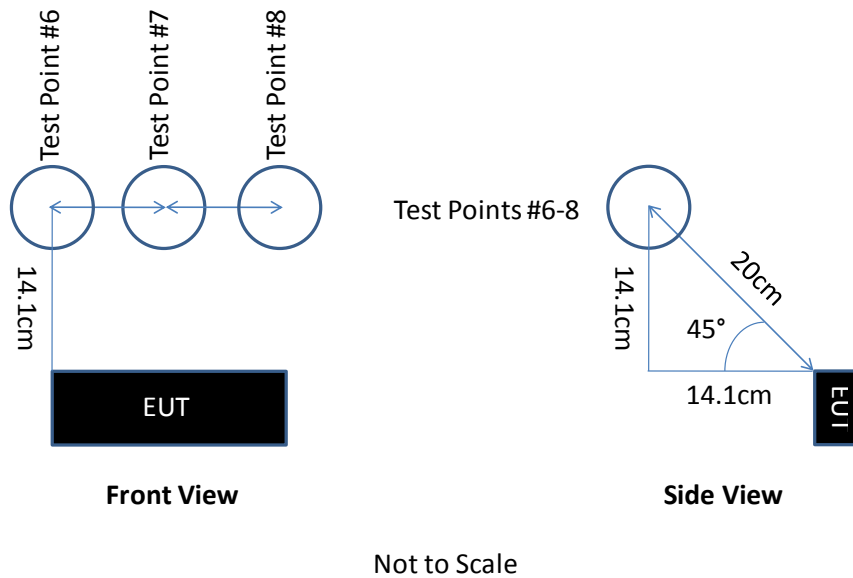 Test Point #6
Test Point #7
Test Point #8
14.1cm
EUT
Front View
Test Points #6-8
14.1cm
20cm
45°
14.1cm
EUT
Side View
Not to Scale